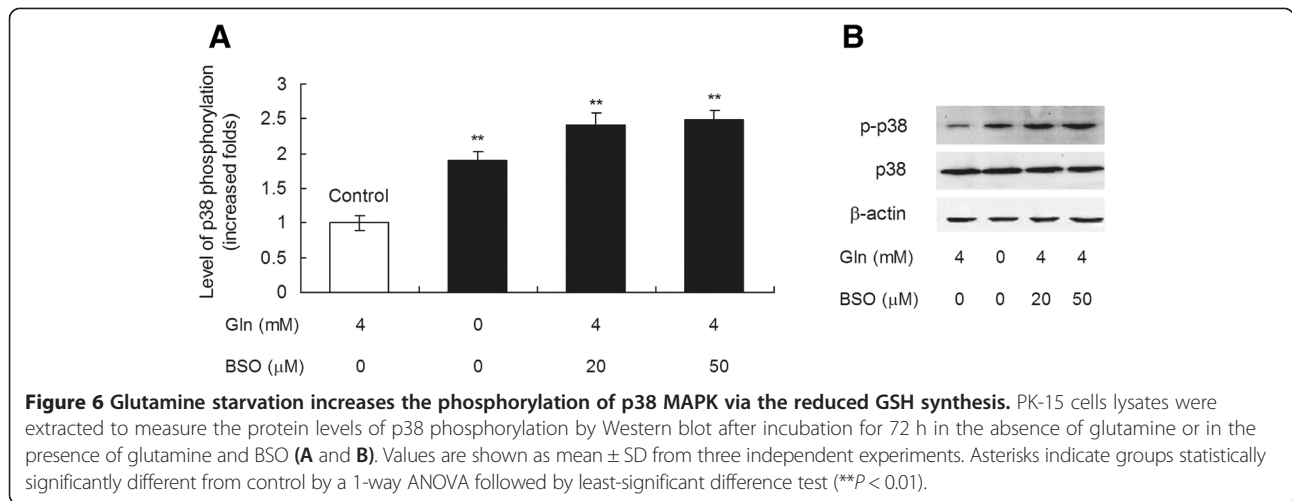 A
B
Level of p38 phosphorylation
(increased folds)
3
2.5
2
1.5
1
0.5
0
Control
**
**
**
Gln (mM) 4 0 4 4
BSO (μM) 0 0 20 50
p-p38
p38
β-actin
Gln (mM) 4 0 4 4
BSO (μM) 0 0 20 50
Figure 6 Glutamine starvation increases the phosphorylation of p38 MAPK via the reduced GSH synthesis. PK-15 cells lysates were
extracted to measure the protein levels of p38 phosphorylation by Western blot after incubation for 72 h in the absence of glutamine or in the
presence of glutamine and BSO (A and B). Values are shown as mean ± SD from three independent experiments. Asterisks indicate groups statistically
significantly different from control by a 1-way ANOVA followed by least-significant difference test (**P < 0.01).